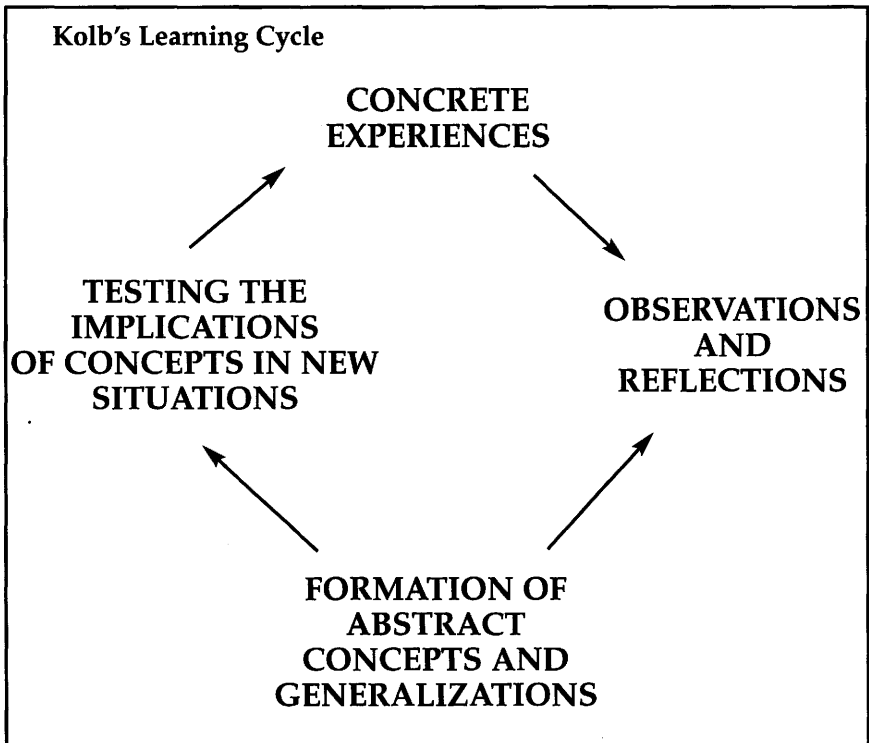 Kolb's Learning Cycle
CONCRETE
EXPERIENCES
OBSERVATIONS
AND
REFLECTIONS
FORMATION OF
ABSTRACT
CONCEPTS AND
GENERALIZATIONS
TESTING THE
IMPLICATIONS
OF CONCEPTS IN NEW
SITUATIONS